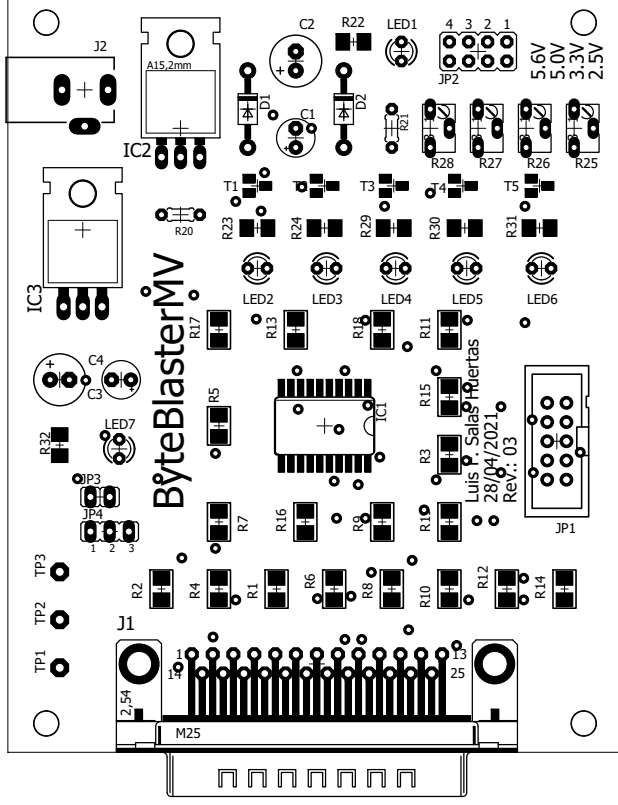 C2
R22
LED1
4 3 2 1
JP2
5.6V
5.0V
3.3V
2.5V
J2
A15,2mm
D1
D2
C1
R21
IC2
R28
R27
R26
R25
T1
T3
T4
T5
R20
R23
R24
R29
R30
R31
IC3
LED2
LED3
LED4
LED5
LED6
R17
R13
R18
R11
ByteBlasterMV
C4
C3
R5
IC1
R15
R32
LED7
R3
Luis F. Salas Huertas
28/04/2021
Rev.: 03
JP3
JP4
1 2 3
R7
R16
R9
R19
JP1
TP3
TP2
TP1
R2
R4
R1
R6
R8
R10
R12
R14
J1
1
13
14
25
2,54
M25